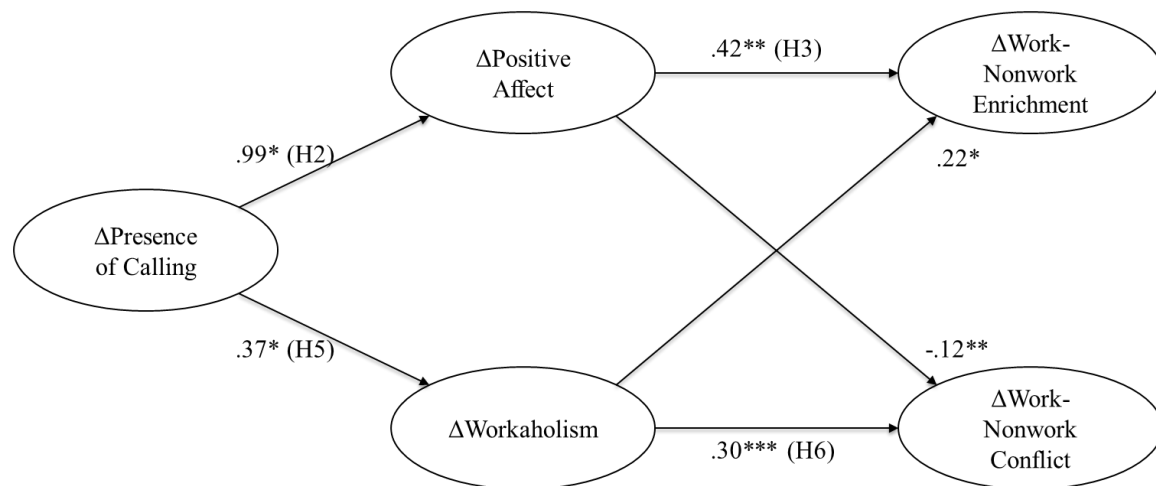 ΔPositive
Affect
.42** (H3)
ΔWork-
Nonwork
Enrichment
.99* (H2)
.22*
ΔPresence
of Calling
.37* (H5)
-.12**
ΔWorkaholism
.30*** (H6)
ΔWork-
Nonwork
Conflict